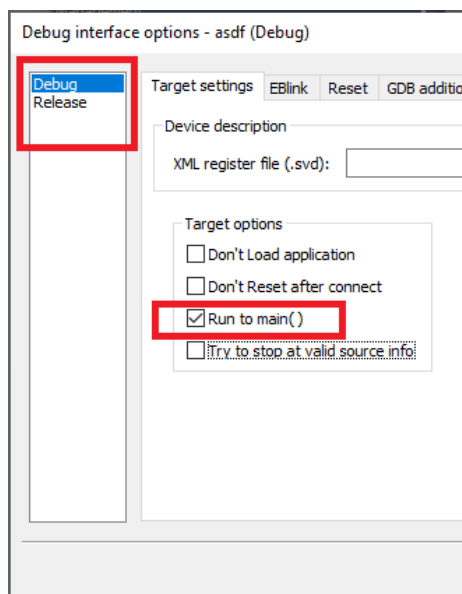 Debug interface options - asdf (Debug)
Debug
Release
Target settings EBlink Reset GDB additio
Device description
XML register file (.svd):
Target options
Don't Load application
Don't Reset after connect
Run to main()
Try to stop at valid source info